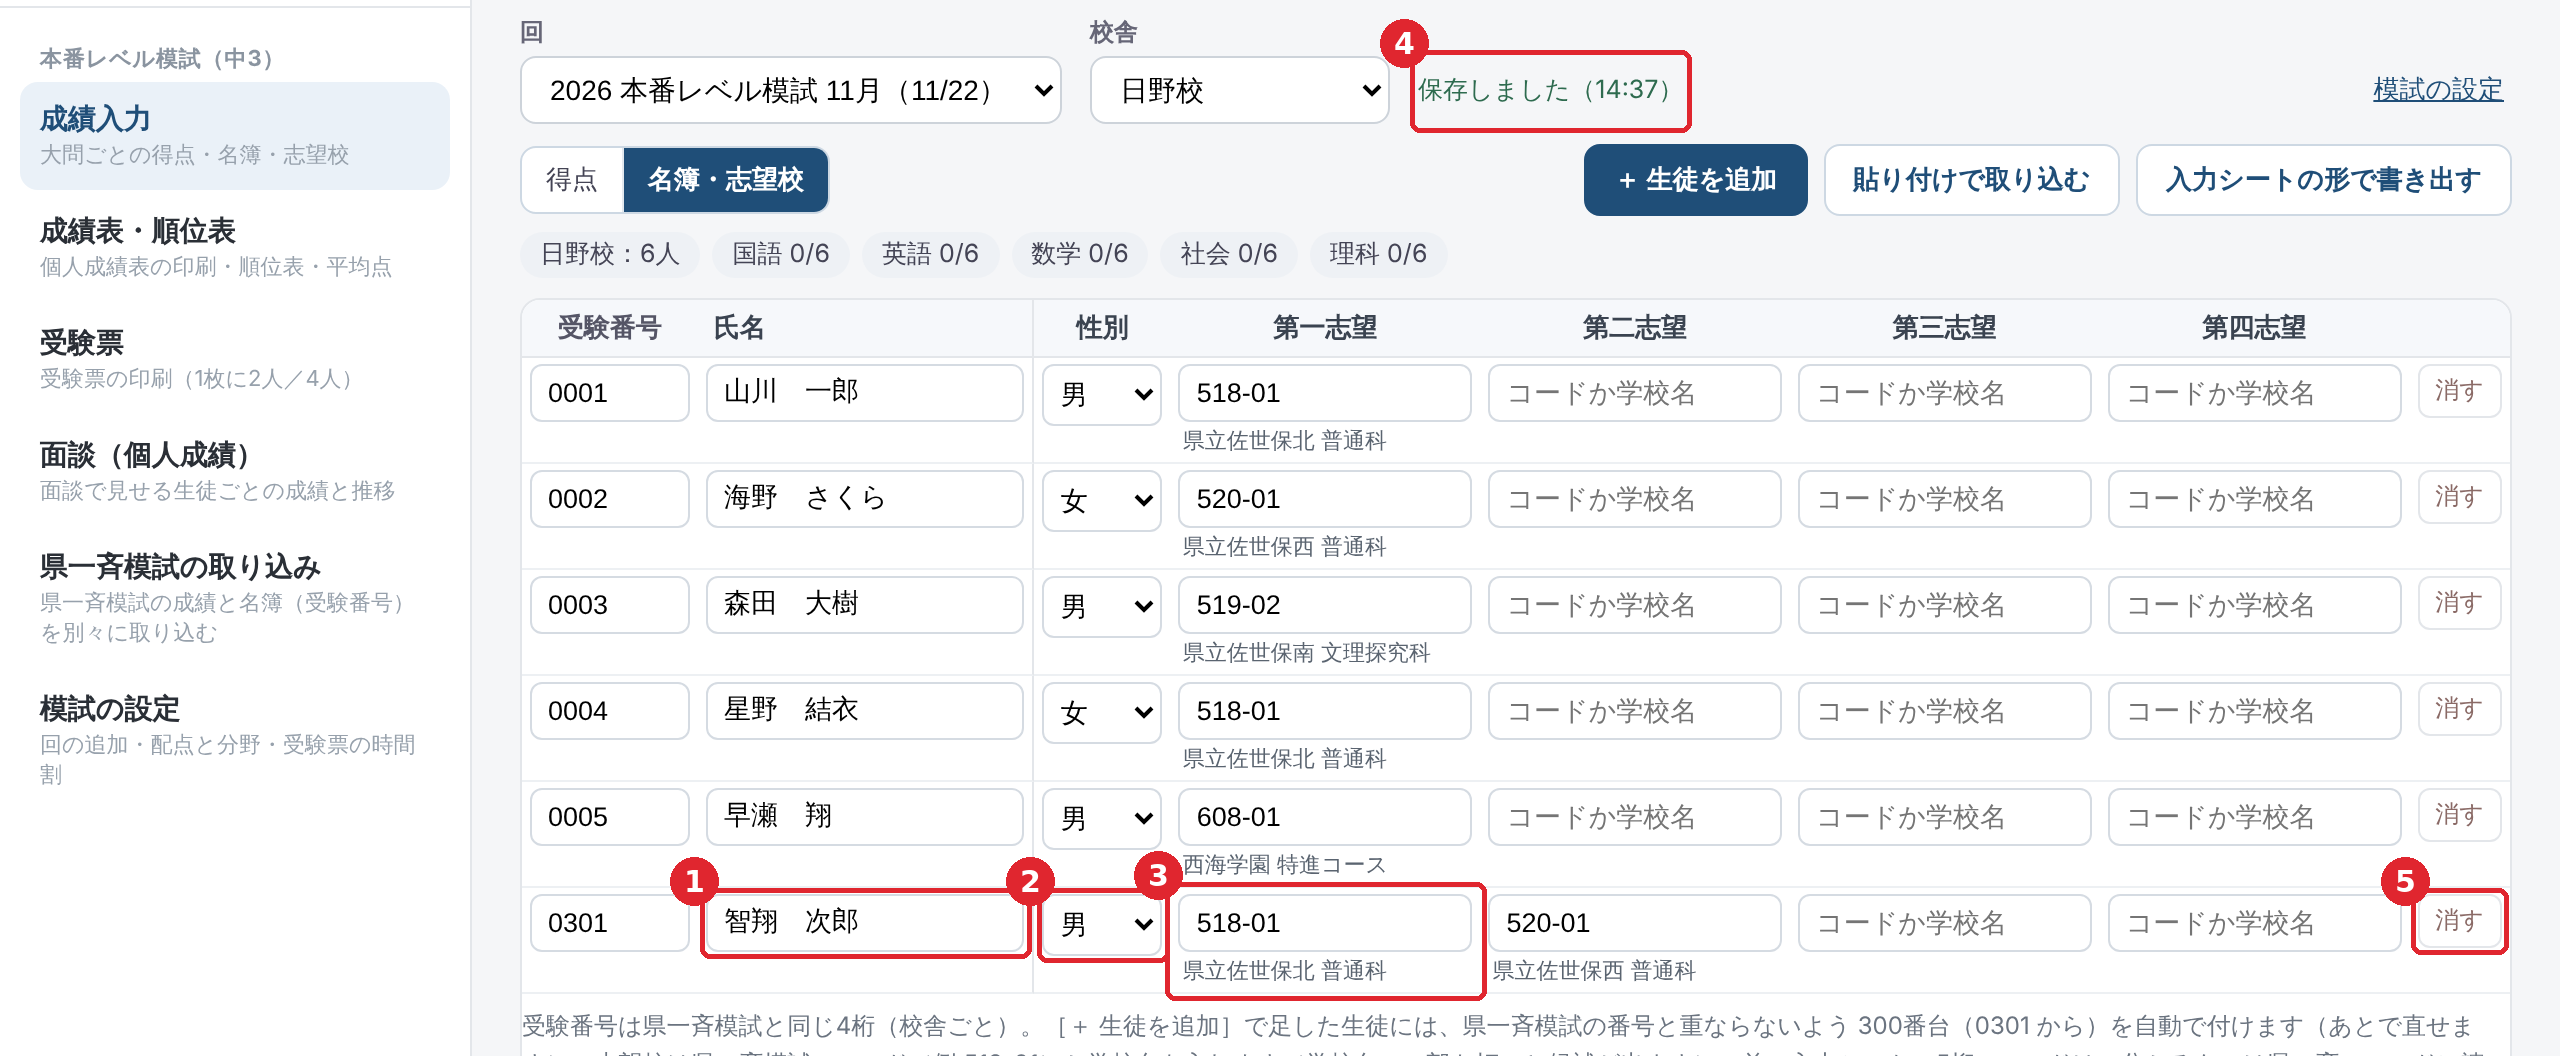 本番レベル模試（中3）
成績入力
大問ごとの得点・名簿・志望校
成績表・順位表
個人成績表の印刷・順位表・平均点
受験票
受験票の印刷（1枚に2人／4人）
面談（個人成績）
面談で見せる生徒ごとの成績と推移
県一斉模試の取り込み
県一斉模試の成績と名簿（受験番号）
を別々に取り込む
模試の設定
回の追加・配点と分野・受験票の時間
割
回 校舎
2026 本番レベル模試 11月（11/22） 日野校 4 保存しました（14:37） 模試の設定
得点 名簿・志望校 ＋ 生徒を追加 貼り付けで取り込む 入力シートの形で書き出す
日野校：6人 国語 0/6 英語 0/6 数学 0/6 社会 0/6 理科 0/6
受験番号 氏名 性別 第一志望 第二志望 第三志望 第四志望
0001 山川　一郎 男 518-01 コードか学校名 コードか学校名 コードか学校名 消す
県立佐世保北 普通科
0002 海野　さくら 女 520-01 コードか学校名 コードか学校名 コードか学校名 消す
県立佐世保西 普通科
0003 森田　大樹 男 519-02 コードか学校名 コードか学校名 コードか学校名 消す
県立佐世保南 文理探究科
0004 星野　結衣 女 518-01 コードか学校名 コードか学校名 コードか学校名 消す
県立佐世保北 普通科
0005 早瀬　翔 男 608-01 コードか学校名 コードか学校名 コードか学校名 消す
西海学園 特進コース
1 2 3 5
0301 智翔　次郎 男 518-01 520-01 コードか学校名 コードか学校名 消す
県立佐世保北 普通科 県立佐世保西 普通科
受験番号は県一斉模試と同じ4桁（校舎ごと）。［＋ 生徒を追加］で足した生徒には、県一斉模試の番号と重ならないよう 300番台（0301 から）を自動で付けます（あとで直せま